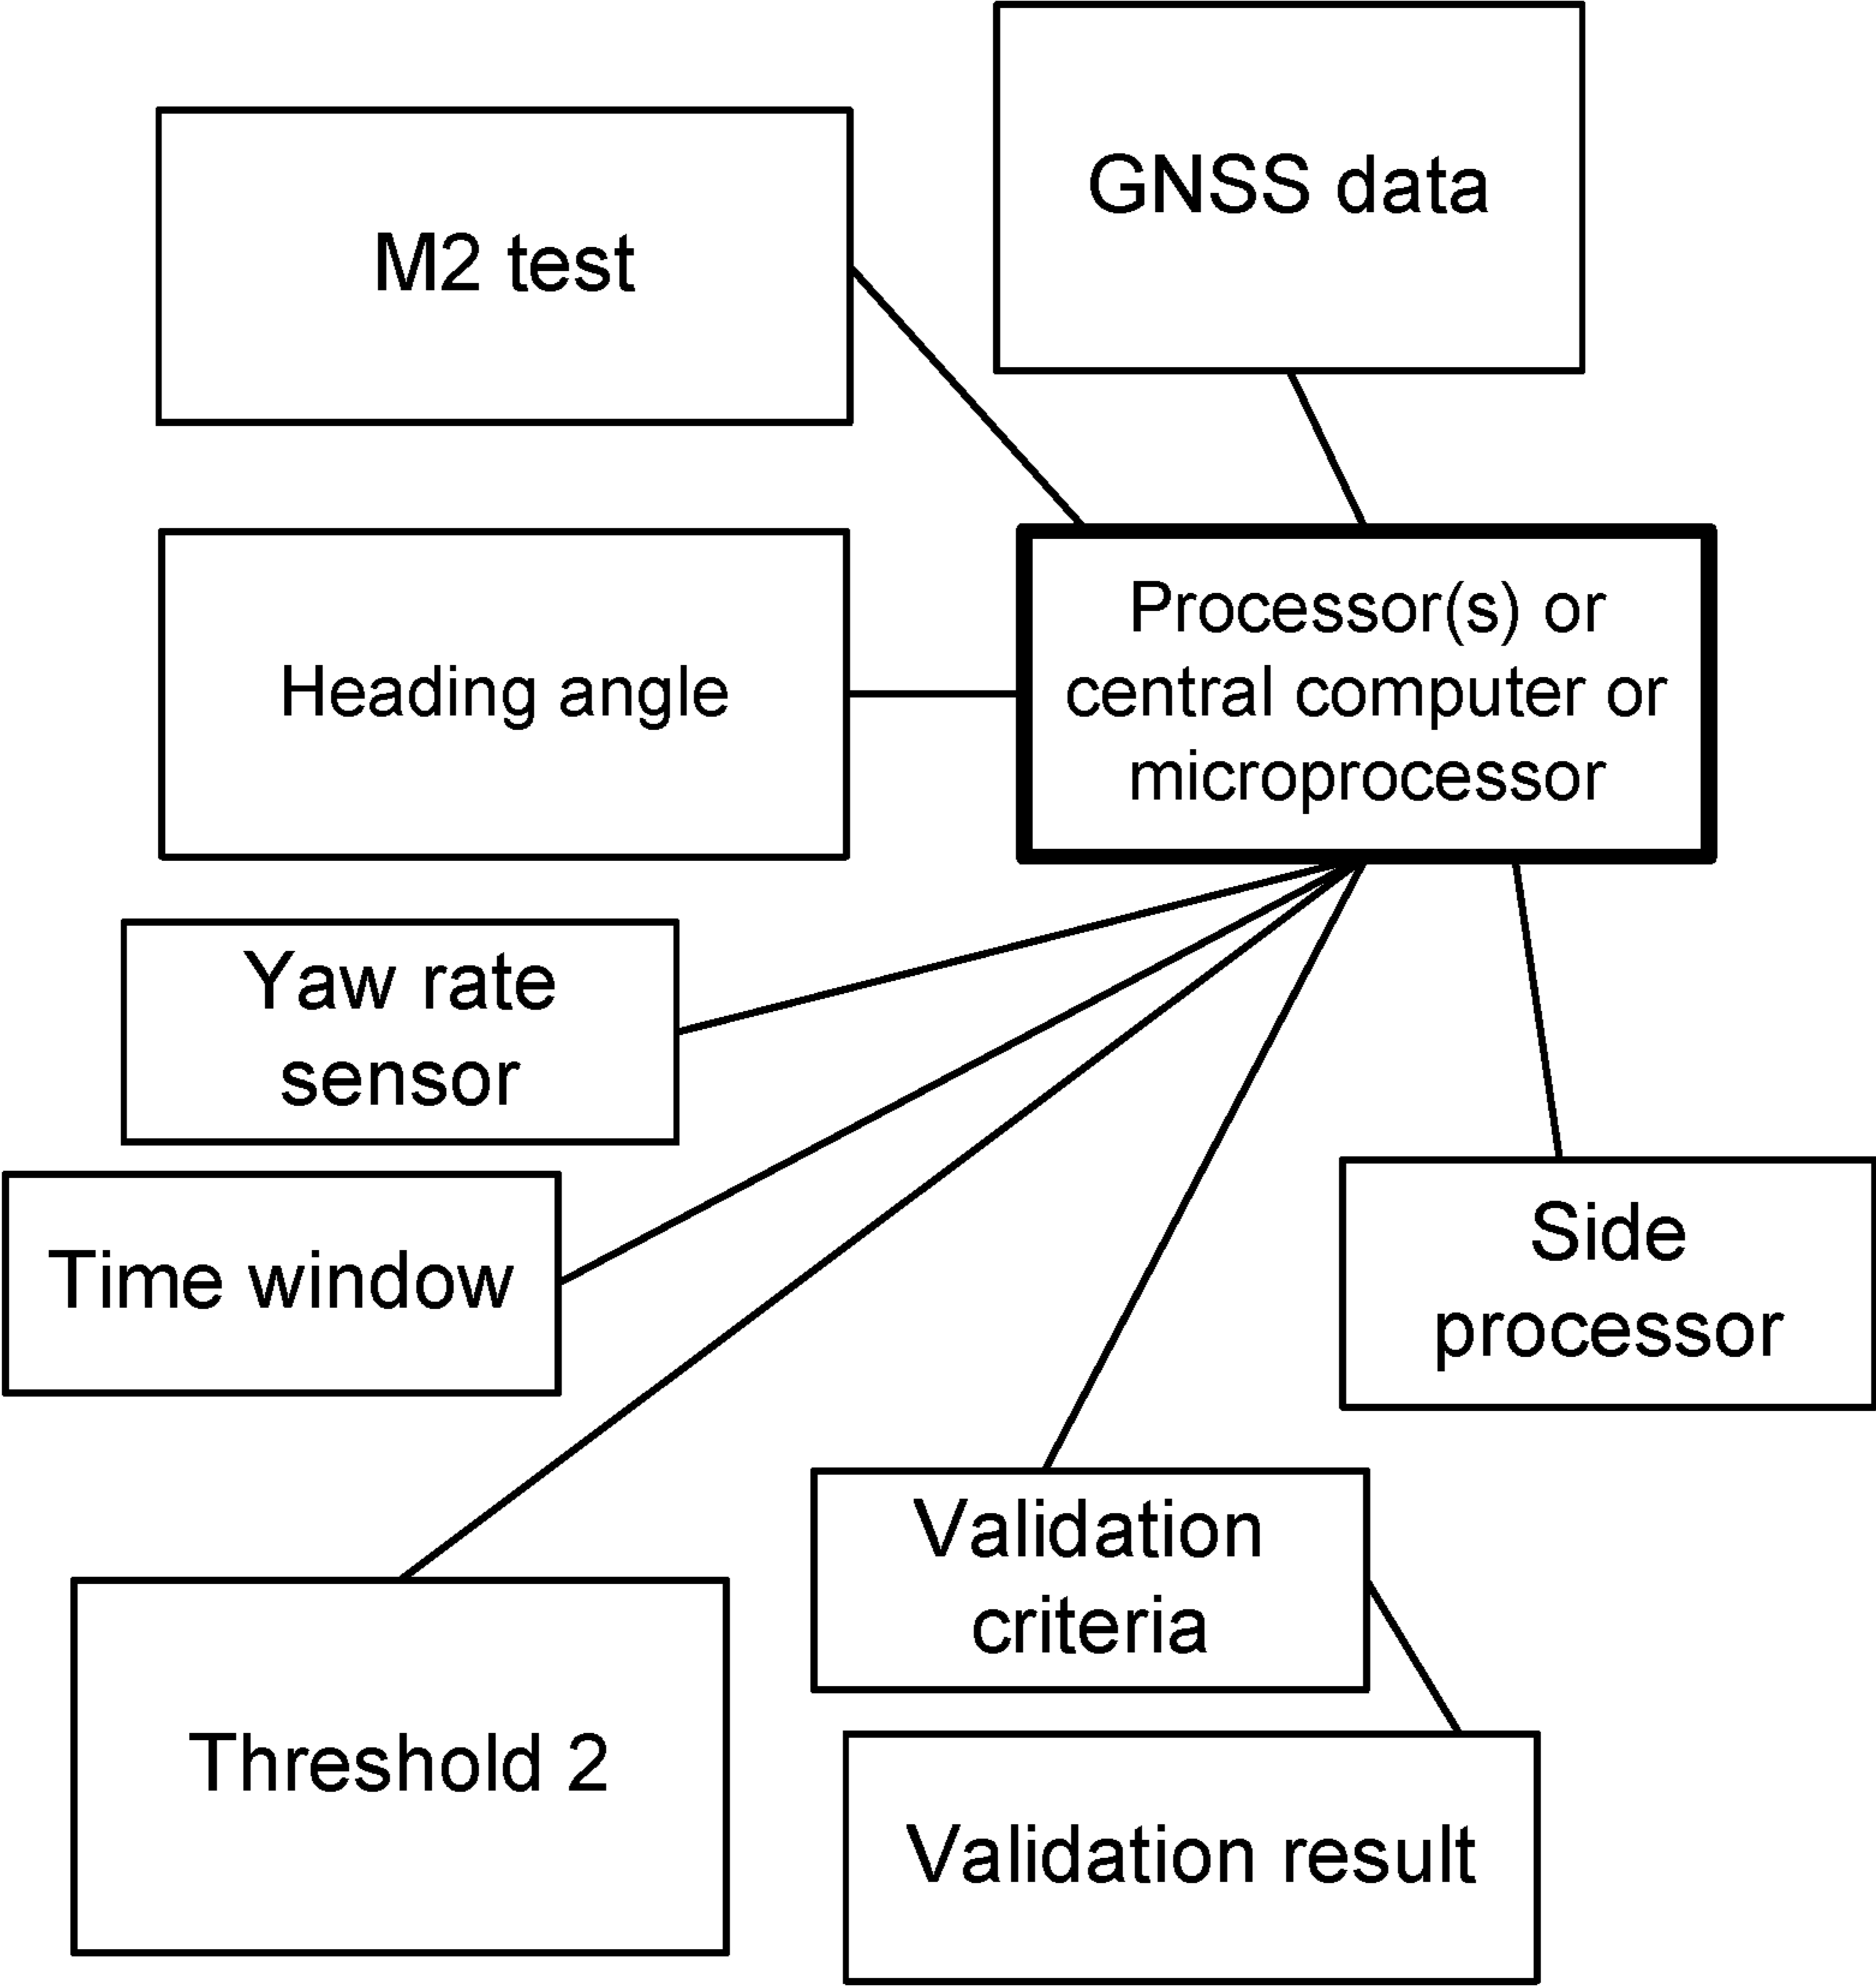 GNSS data
M2 test
Processor(s) or
central computer or
microprocessor
Heading angle
Yaw rate
sensor
Time window
Side
processor
Validation
criteria
Threshold 2
Validation result